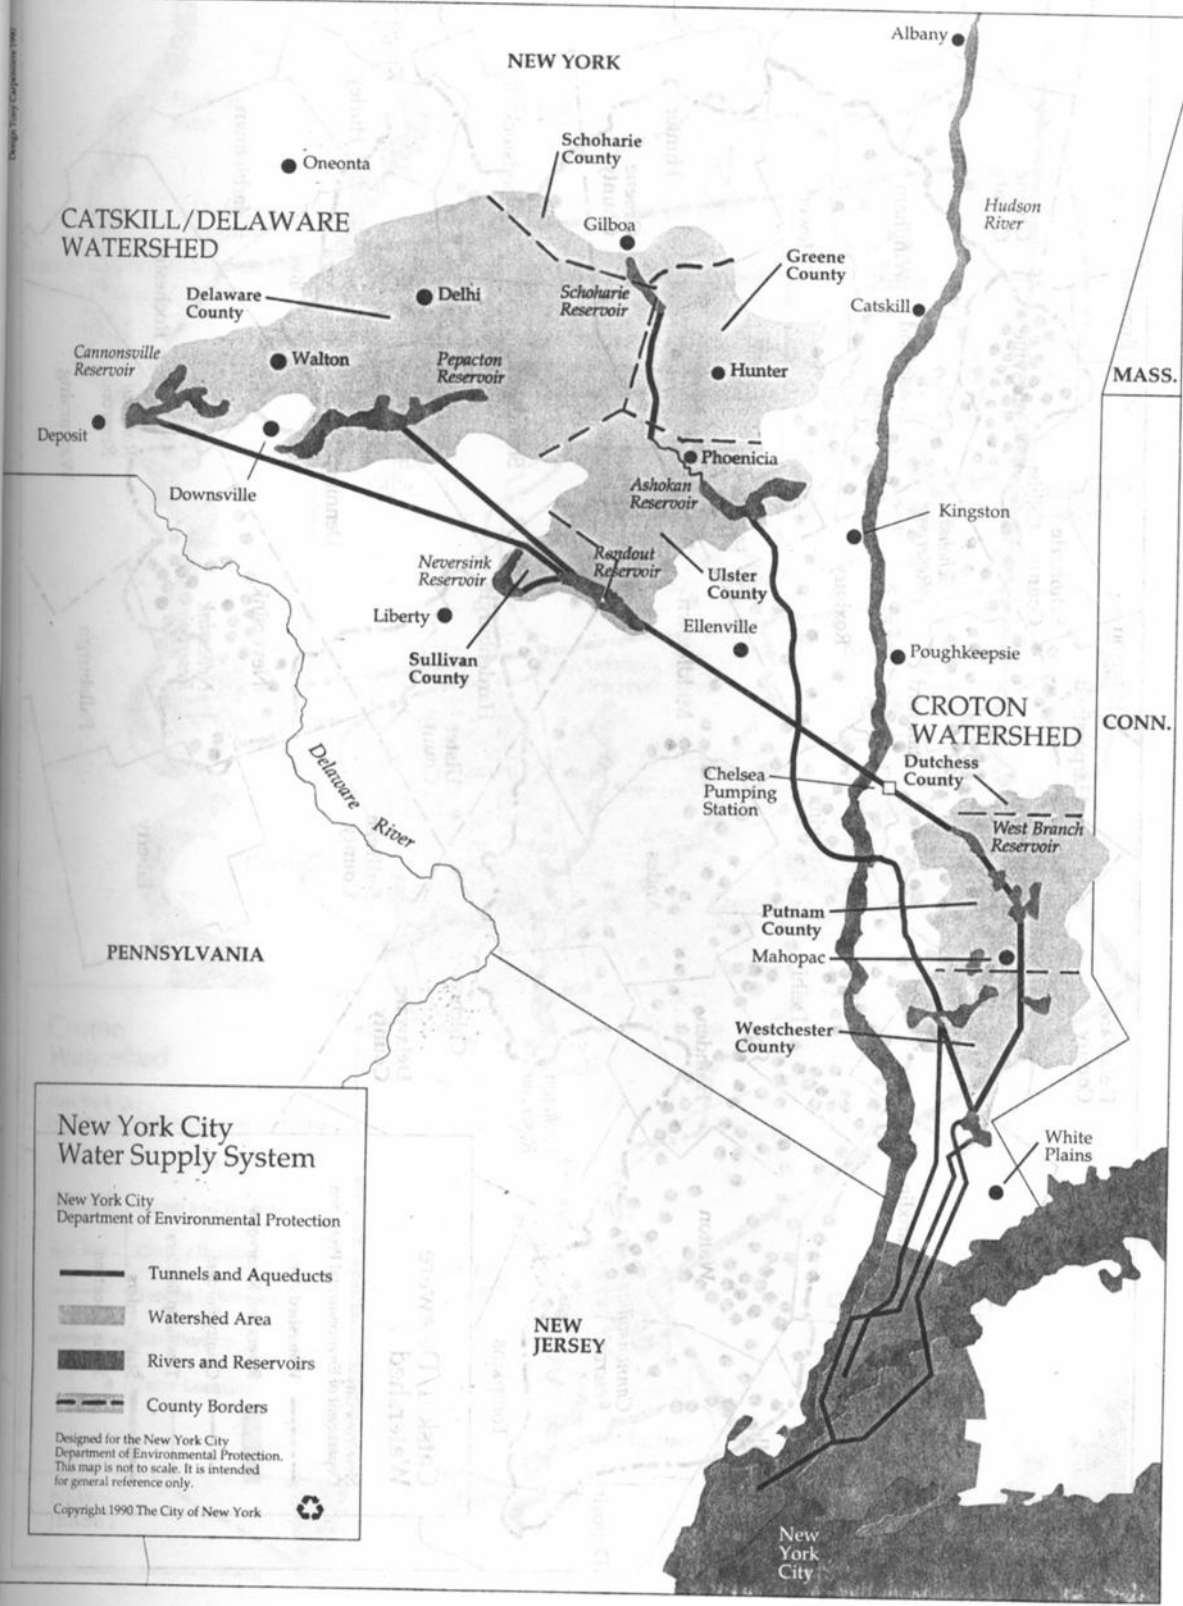 Design Tony Carpentiere 1990
Albany
NEW YORK
Schoharie
County
Oneonta
CATSKILL/DELAWARE
WATERSHED
Gilboa
Hudson
River
Greene
County
Delaware
County
Delhi
Schoharie
Reservoir
Catskill
Cannonsville
Reservoir
Walton
Pepacton
Reservoir
Hunter
MASS.
Deposit
Downsville
Phoenicia
Ashokan
Reservoir
Kingston
Neversink
Reservoir
Rondout
Reservoir
Ulster
County
Liberty
Ellenville
Sullivan
County
Poughkeepsie
CROTON
WATERSHED
CONN.
Dutchess
County
Chelsea
Pumping
Station
Delaware
River
West Branch
Reservoir
Putnam
County
PENNSYLVANIA
Mahopac
Westchester
County
New York City
Water Supply System
New York City
Department of Environmental Protection
Tunnels and Aqueducts
Watershed Area
Rivers and Reservoirs
County Borders
Designed for the New York City
Department of Environmental Protection.
This map is not to scale. It is intended
for general reference only.
Copyright 1990 The City of New York
White
Plains
NEW
JERSEY
New
York
City